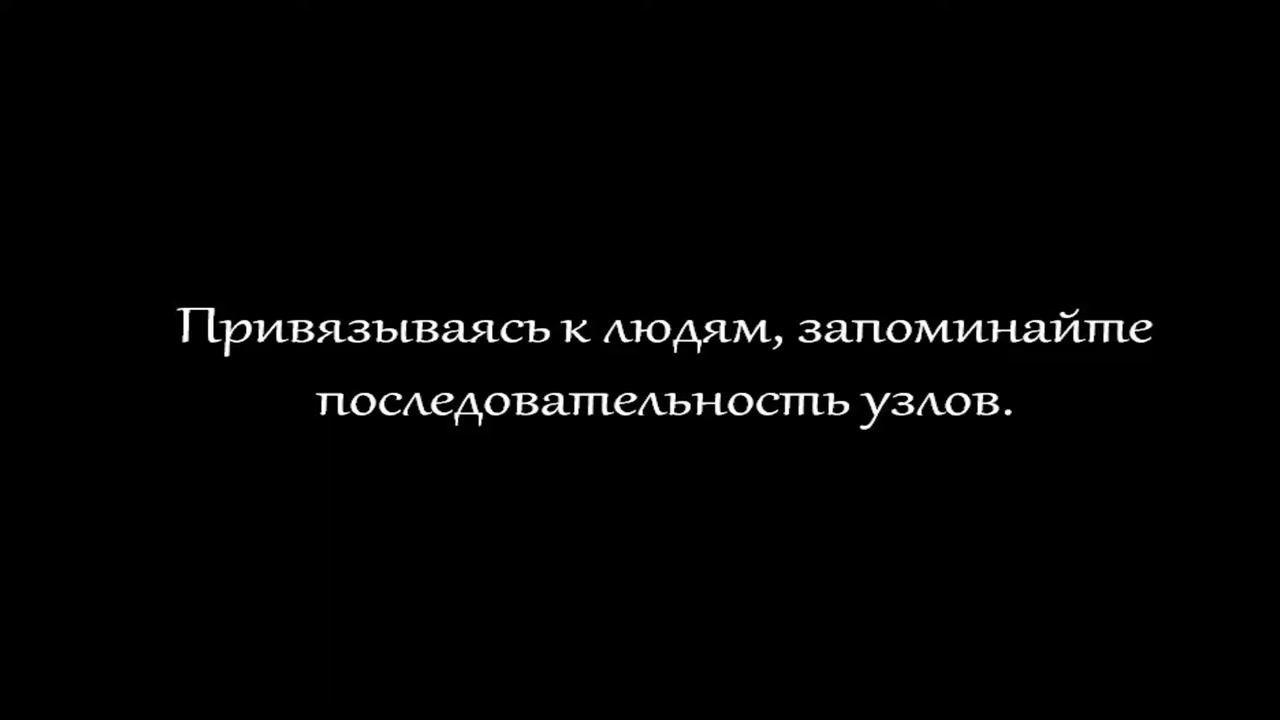 Привязываясь к людям, запоминайте
последовательность узлов.